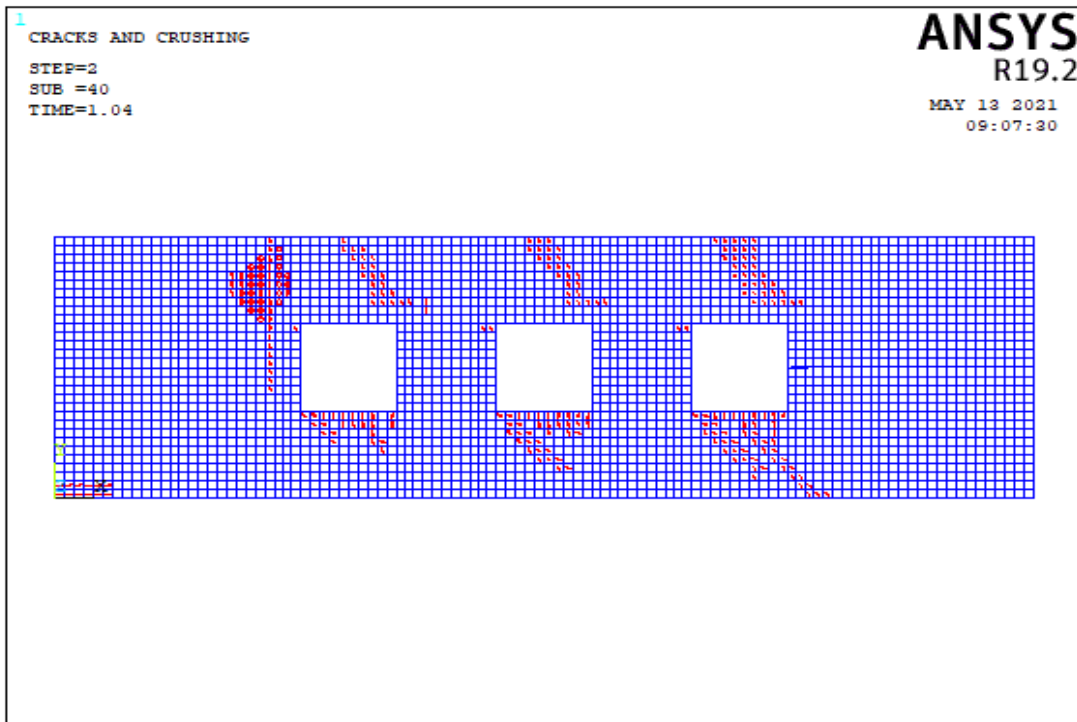 1
CRACKS AND CRUSHING
STEP=2
SUB =40
TIME=1.04
ANSYS
R19.2
MAY 13 2021
09:07:30